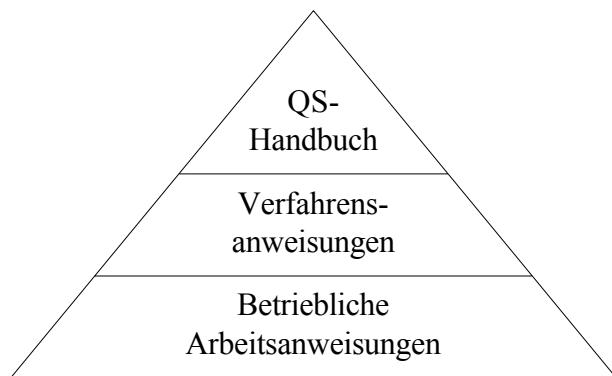 QS-
Handbuch
Verfahrens-
anweisungen
Betriebliche
Arbeitsanweisungen